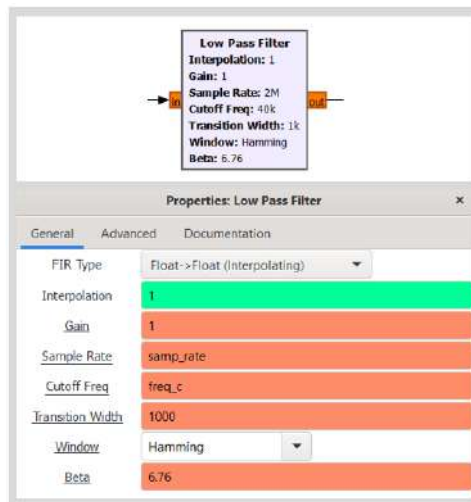 Low Pass Filter
Interpolation: 1
Gain: 1
Sample Rate: 2M
Cutoff Freq: 40k
Transition Width: 1k
Window: Hamming
Beta: 6.76
in
out
Properties: Low Pass Filter
×
General Advanced Documentation
FIR Type Float->Float (Interpolating)
Interpolation 1
Gain 1
Sample Rate samp_rate
Cutoff Freq freq_c
Transition Width 1000
Window Hamming
Beta 6.76